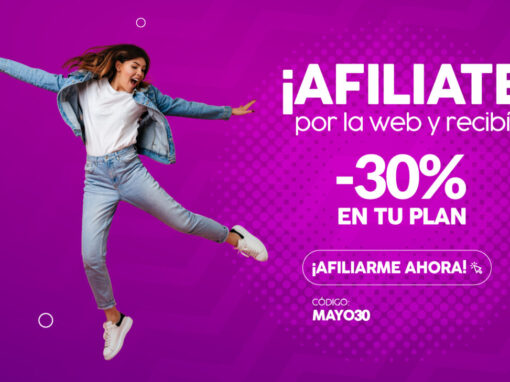 ¡AFILIATE
por la web y recibí
-30%
EN TU PLAN
¡AFILIARME AHORA!
CÓDIGO:
MAYO30